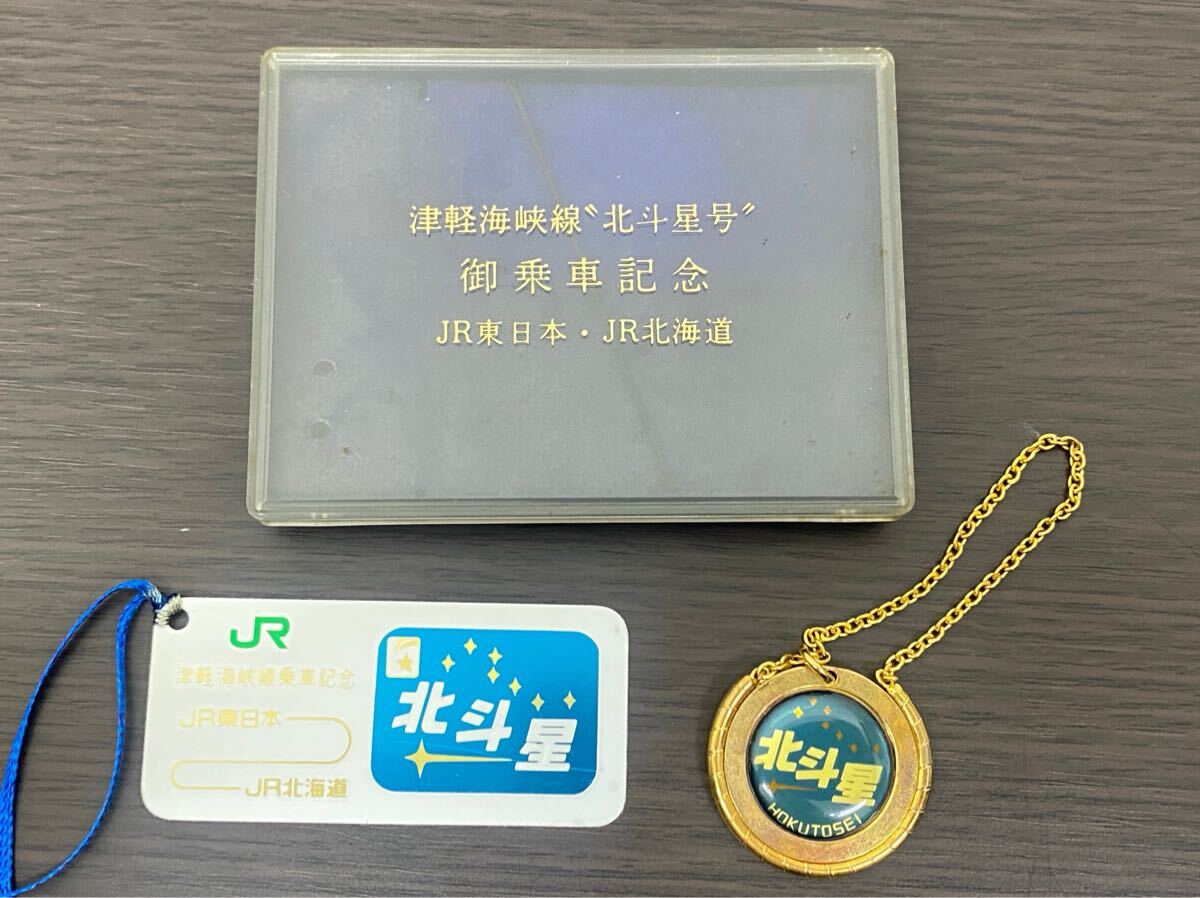 津軽海峡線〝北斗星号〟
御乗車記念
JR東日本・JR北海道
JR
津軽海峡線乗車記念
JR東日本
JR北海道
北斗星
北斗星
HOKUTOSEI